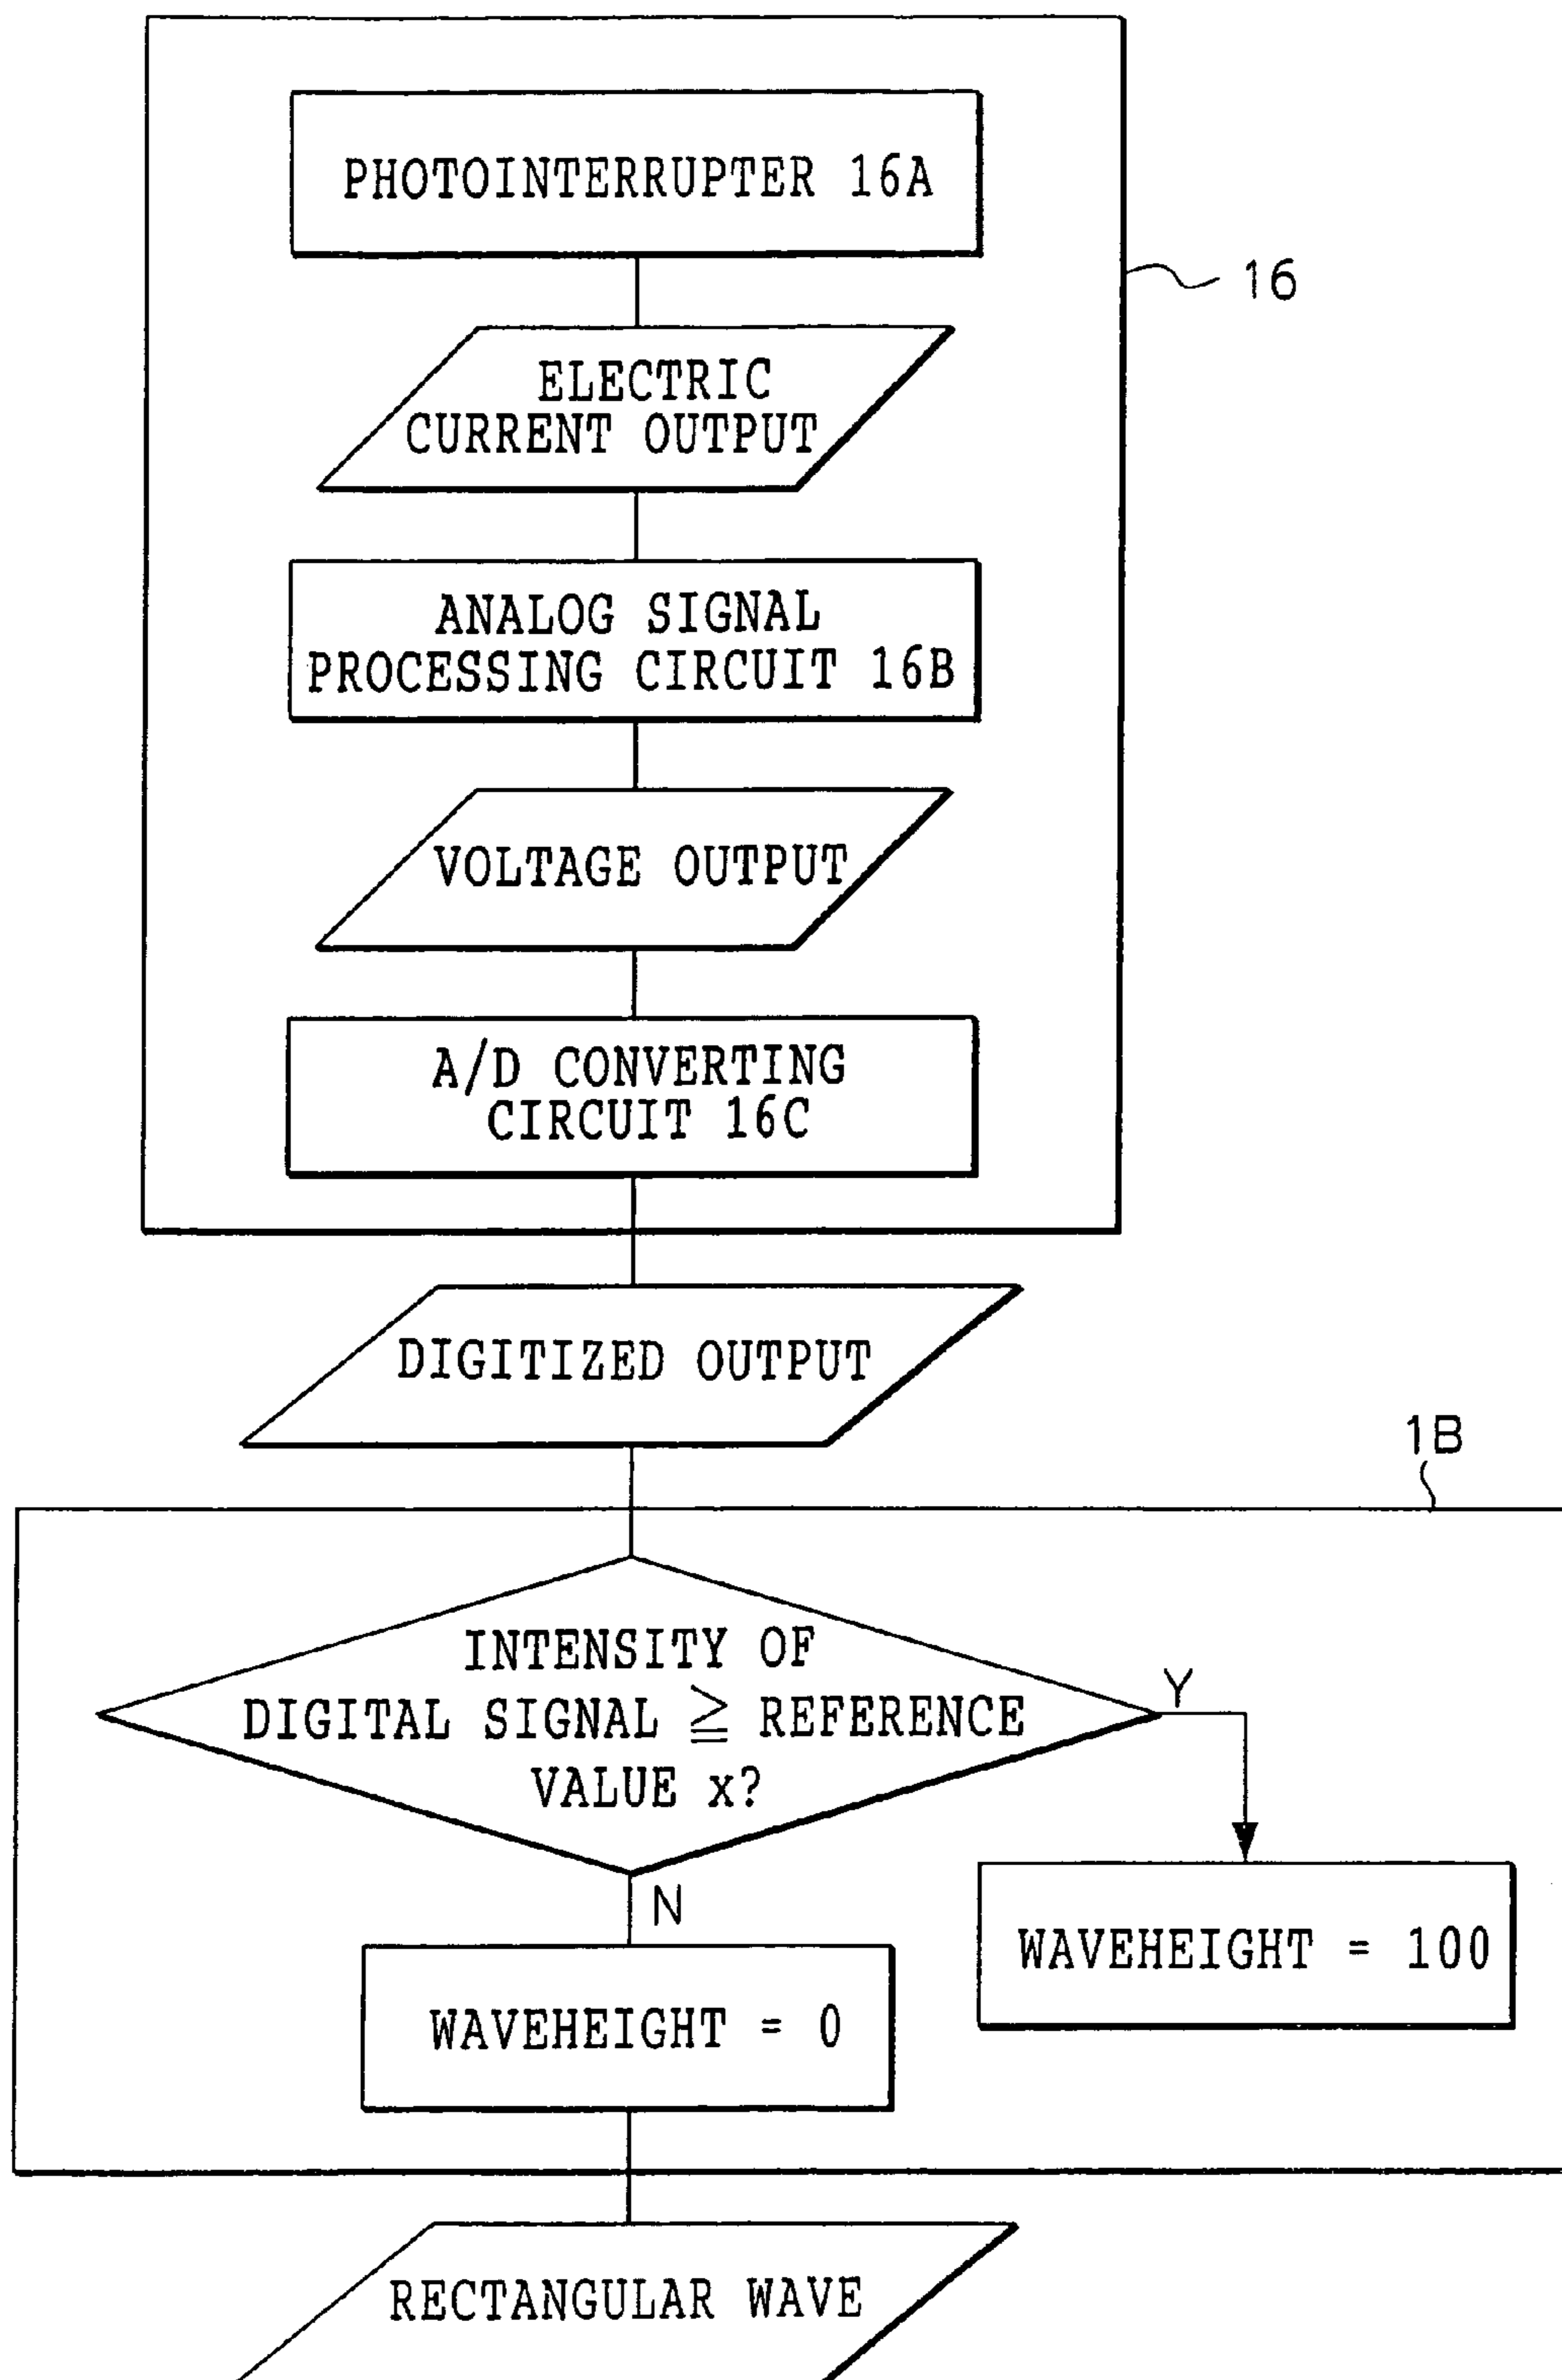 PHOTOINTERRUPTER 16A
16
ELECTRIC
CURRENT OUTPUT
ANALOG SIGNAL
PROCESSING CIRCUIT 16B
VOLTAGE OUTPUT
A/D CONVERTING
CIRCUIT 16C
DIGITIZED OUTPUT
1B
INTENSITY OF
DIGITAL SIGNAL ≧ REFERENCE
VALUE x?
Y
N
WAVEHEIGHT = 100
WAVEHEIGHT = 0
RECTANGULAR WAVE